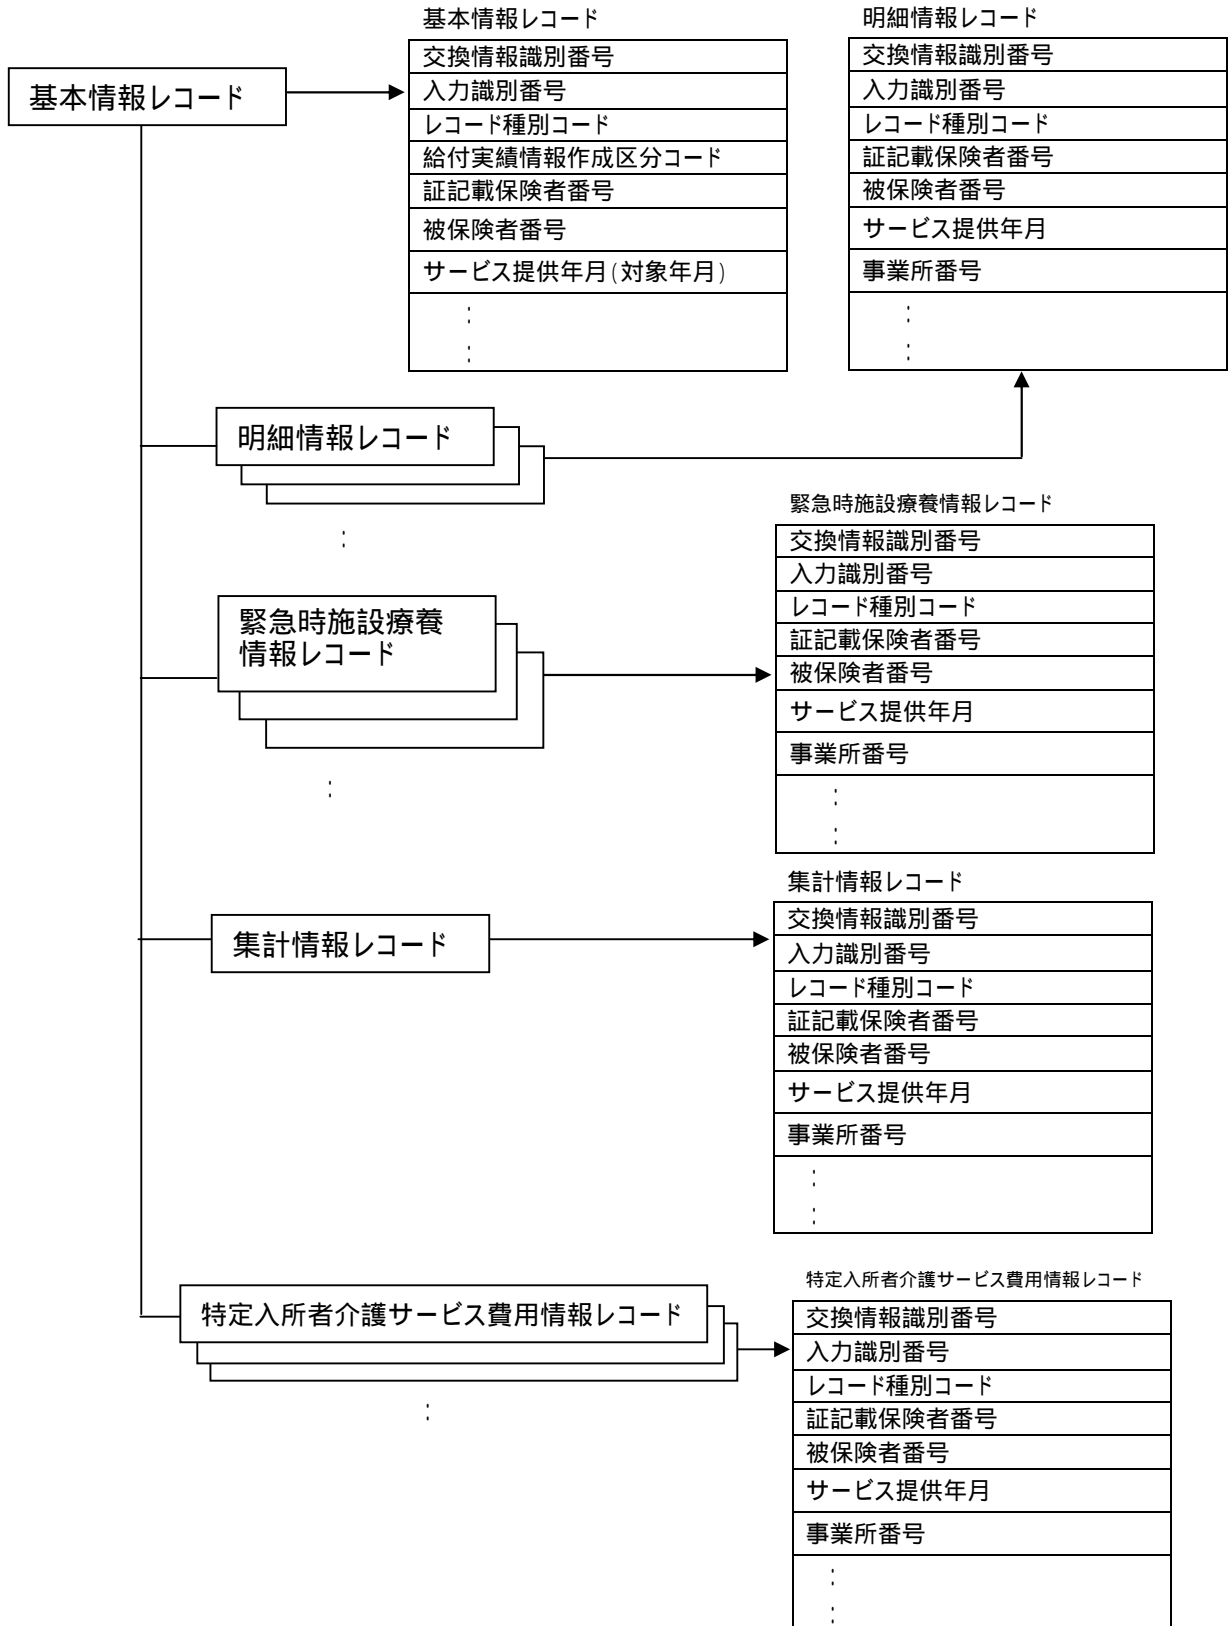 基本情報レコード
基本情報レコード
交換情報識別番号
入力識別番号
レコード種別コード
給付実績情報作成区分コード
証記載保険者番号
被保険者番号
サービス提供年月(対象年月)
:
:
明細情報レコード
交換情報識別番号
入力識別番号
レコード種別コード
証記載保険者番号
被保険者番号
サービス提供年月
事業所番号
:
:
明細情報レコード
:
緊急時施設療養
情報レコード
:
緊急時施設療養情報レコード
交換情報識別番号
入力識別番号
レコード種別コード
証記載保険者番号
被保険者番号
サービス提供年月
事業所番号
:
:
集計情報レコード
集計情報レコード
交換情報識別番号
入力識別番号
レコード種別コード
証記載保険者番号
被保険者番号
サービス提供年月
事業所番号
:
:
特定入所者介護サービス費用情報レコード
:
特定入所者介護サービス費用情報レコード
交換情報識別番号
入力識別番号
レコード種別コード
証記載保険者番号
被保険者番号
サービス提供年月
事業所番号
:
: